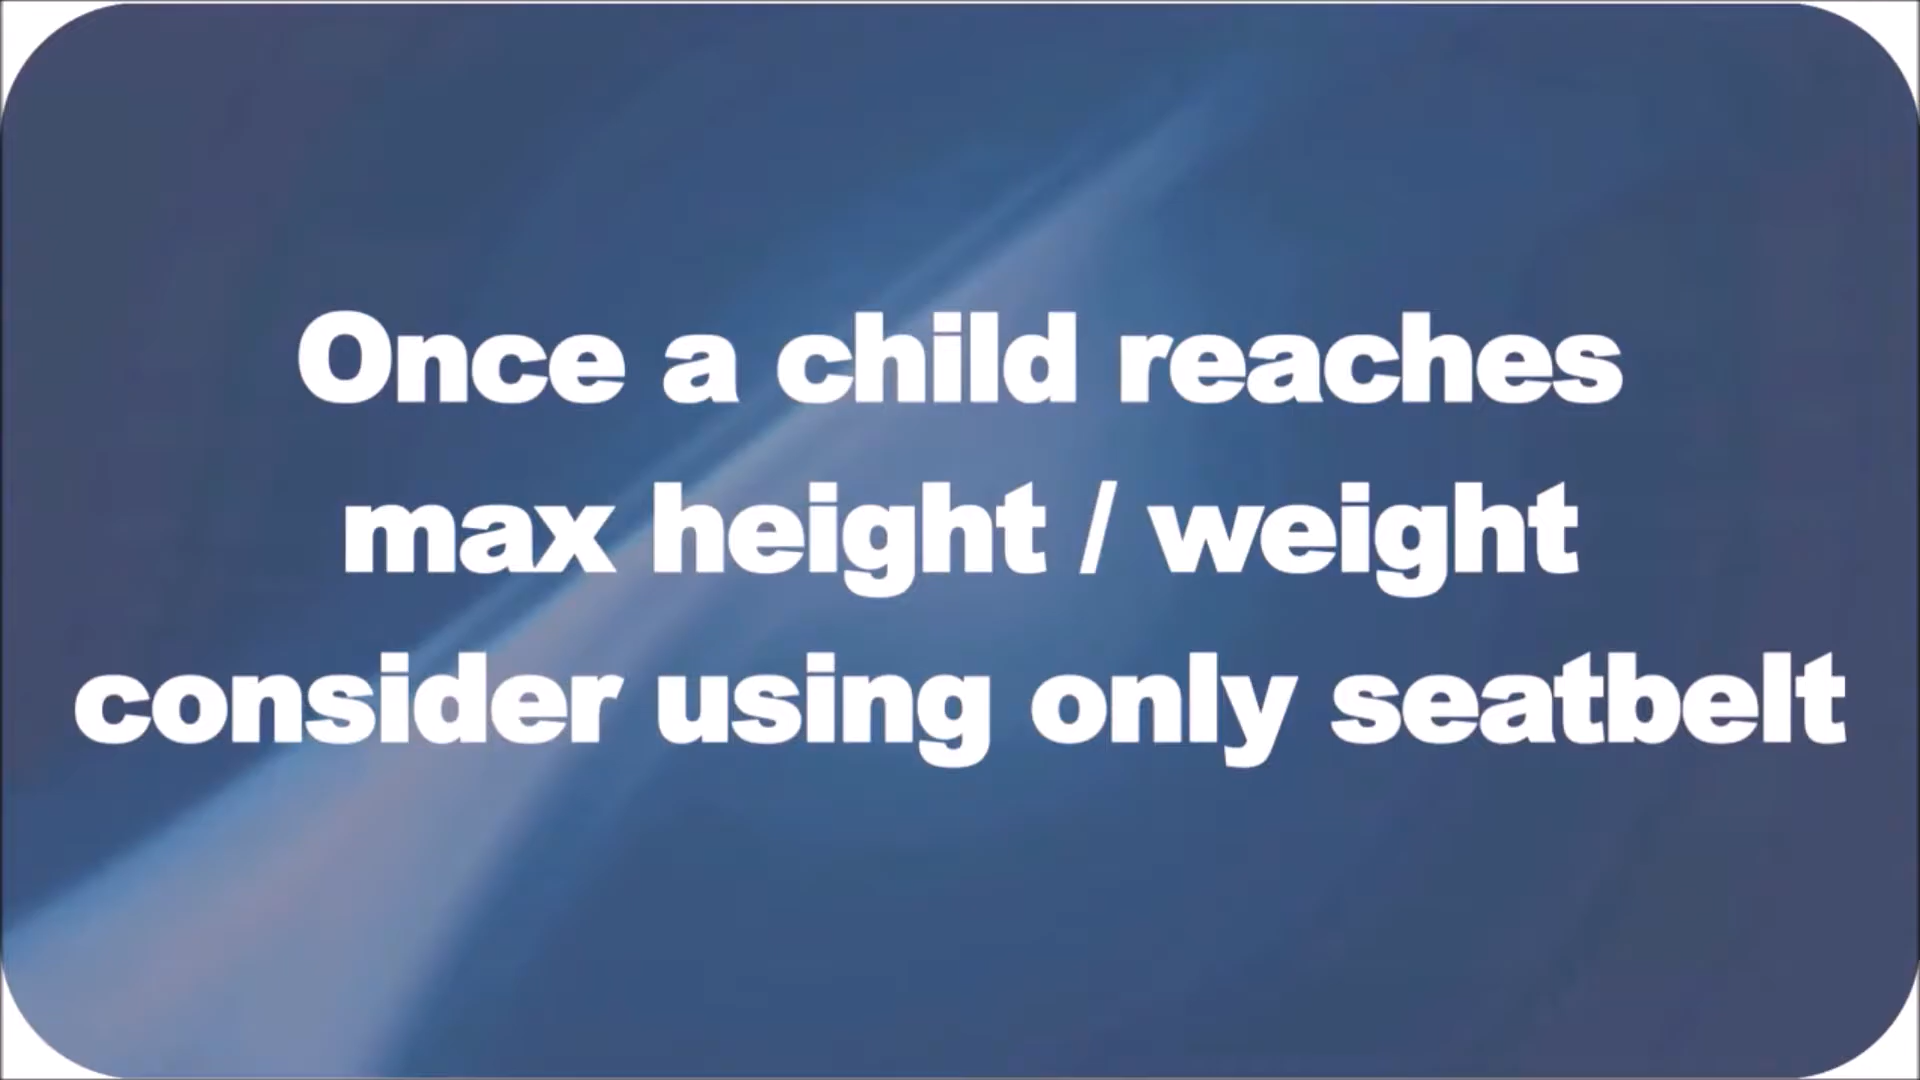 Once a child reaches
max height / weight
consider using only seatbelt